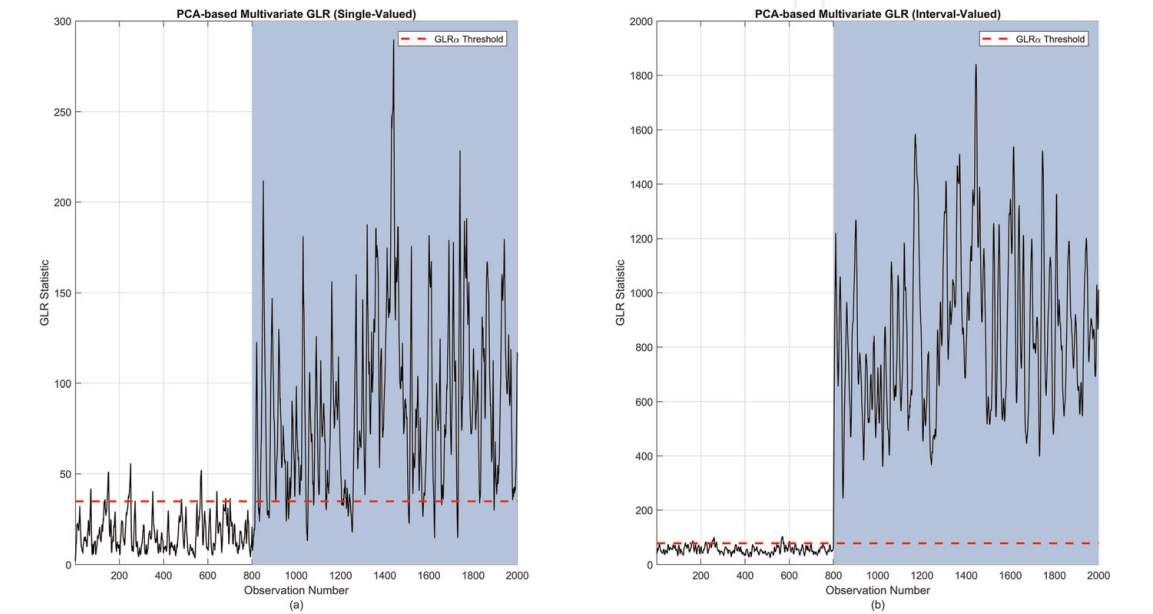 PCA-based Multivariate GLR (Single-Valued)
300
250
200
150
100
50
0
GLR Statistic
GLRα Threshold
200 400 600 800 1000 1200 1400 1600 1800 2000
Observation Number
(a)
PCA-based Multivariate GLR (Interval-Valued)
2000
1800
1600
1400
1200
1000
800
600
400
200
0
GLR Statistic
GLRα Threshold
200 400 600 800 1000 1200 1400 1600 1800 2000
Observation Number
(b)